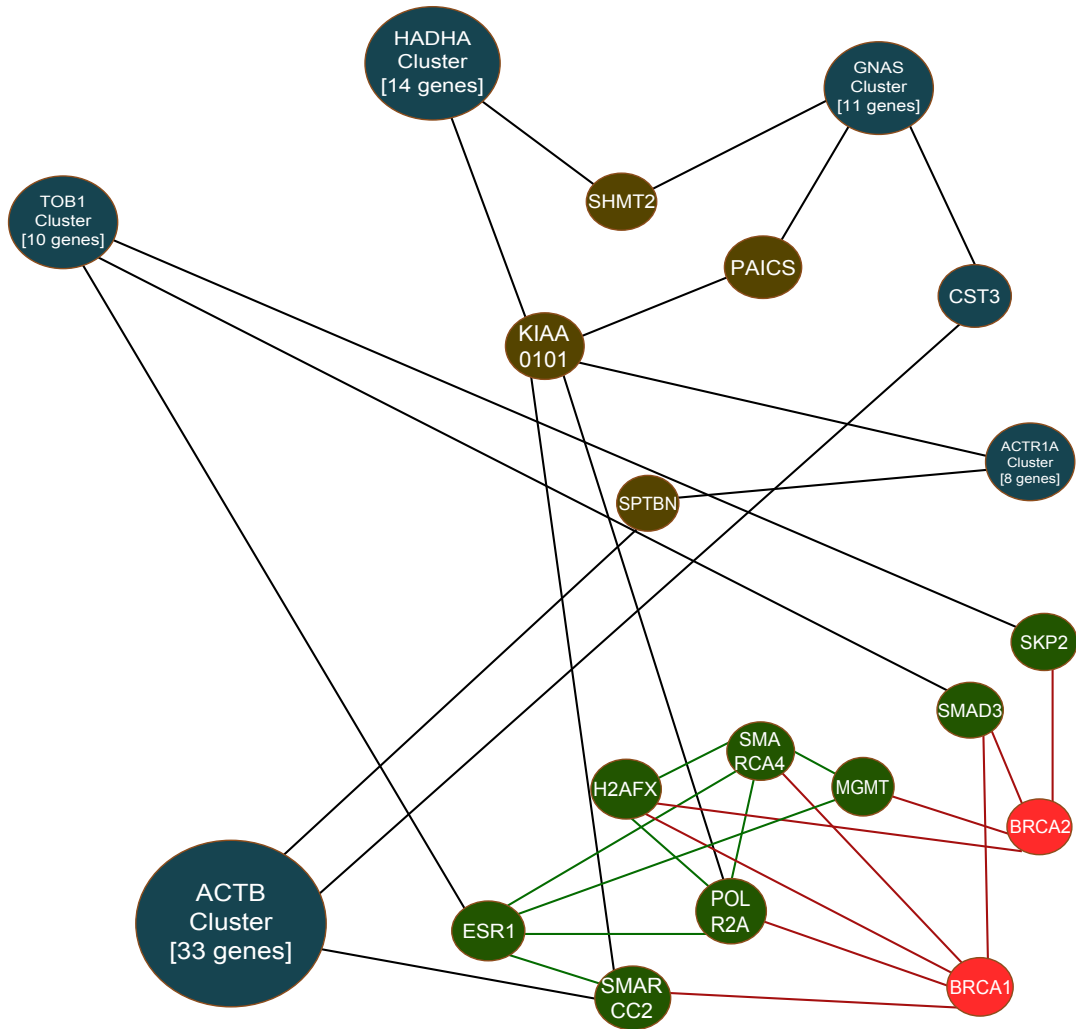 HADHA
Cluster
[14 genes]
GNAS
Cluster
[11 genes]
TOB1
Cluster
[10 genes]
SHMT2
PAICS
CST3
KIAA
0101
ACTR1A
Cluster
[8 genes]
SPTBN
SKP2
SMAD3
SMA
RCA4
H2AFX
MGMT
BRCA2
ACTB
Cluster
[33 genes]
POL
R2A
ESR1
SMAR
CC2
BRCA1